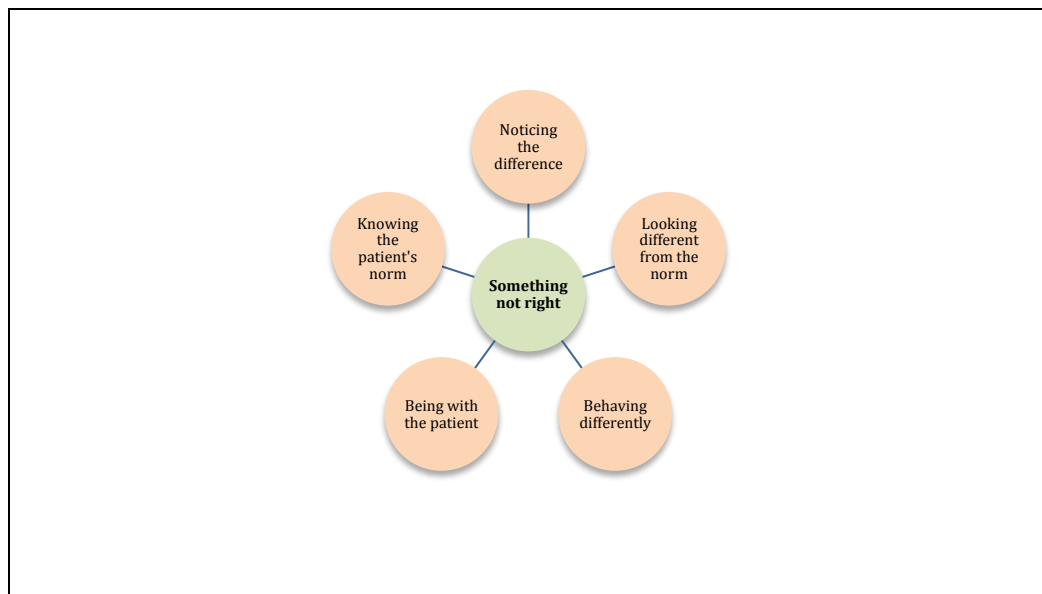 Noticing
the
difference
Knowing
the
patient's
norm
Looking
different
from the
norm
Something
not right
Being with
the patient
Behaving
differently